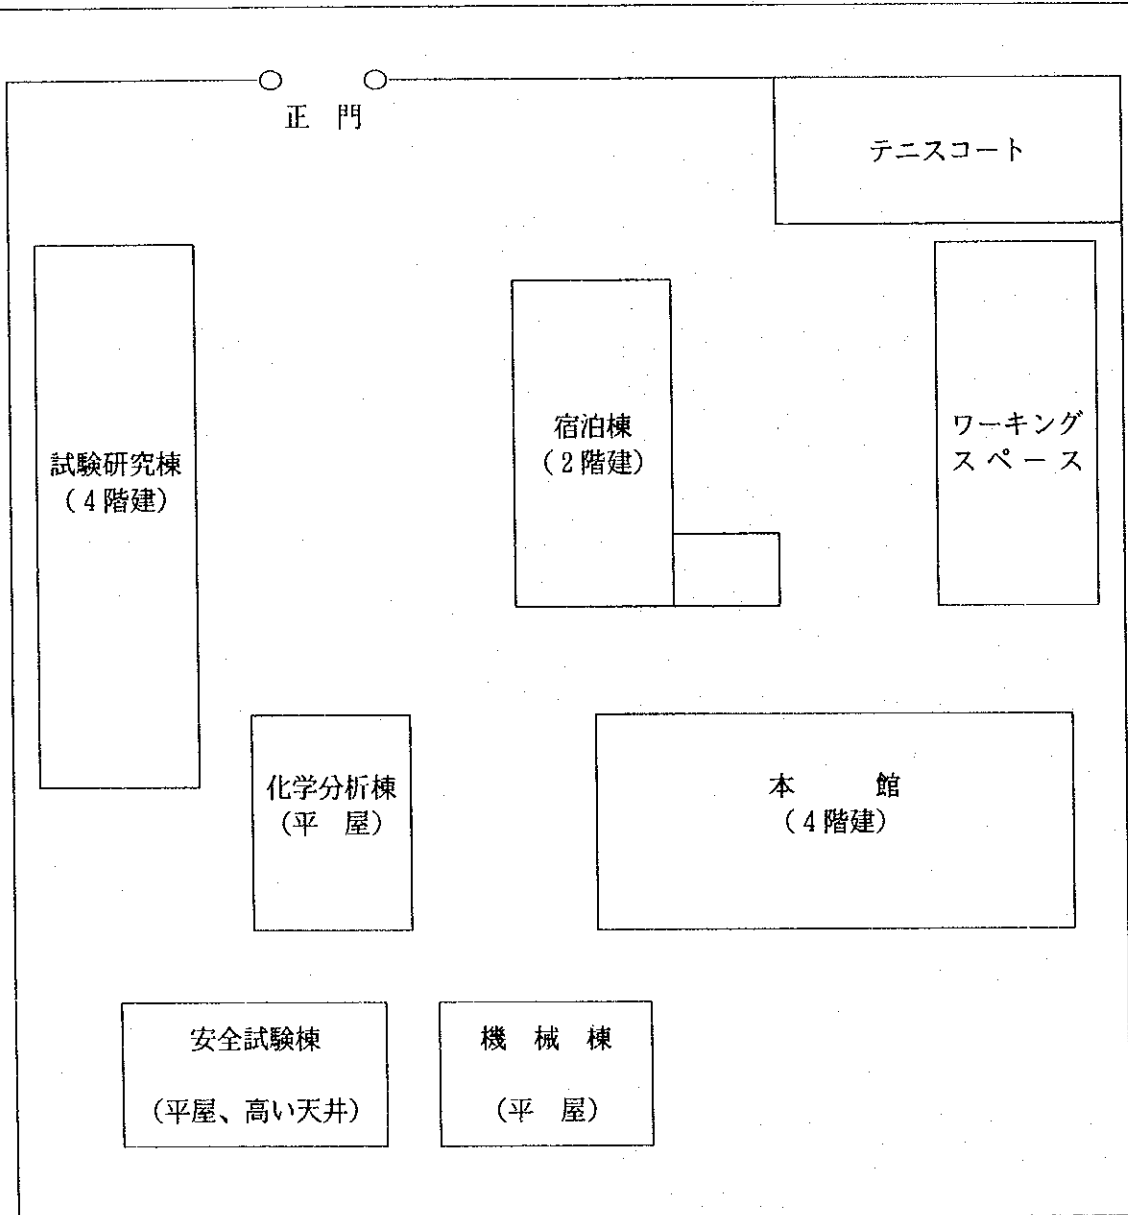 正 門
テニスコート
試験研究棟
(4階建)
宿泊棟
(2階建)
ワーキング
スペース
化学分析棟
(平 屋)
本 館
(4階建)
安全試験棟
(平屋、高い天井)
機 械 棟
(平 屋)